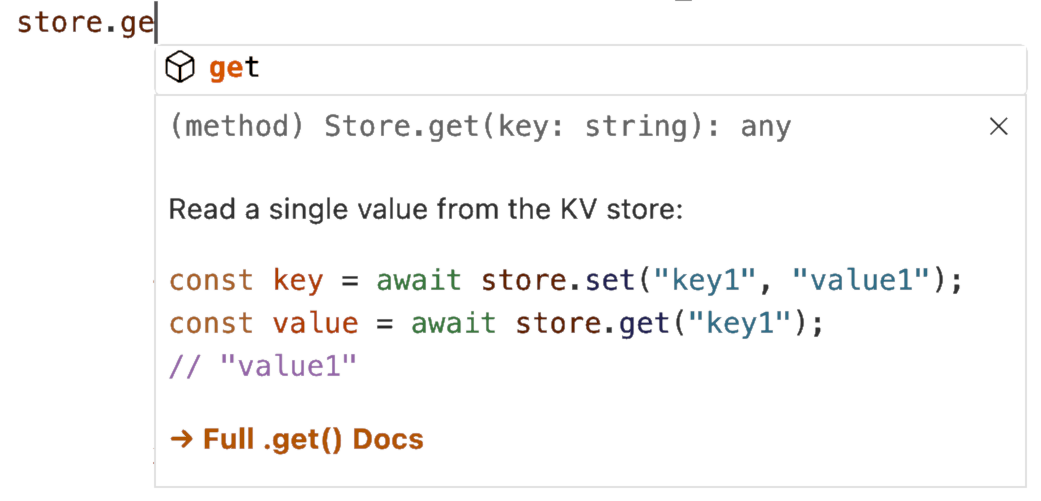 store.ge
get
(method) Store.get(key: string): any
Read a single value from the KV store:
const key = await store.set("key1", "value1");
const value = await store.get("key1");
// "value1"
→ Full .get() Docs